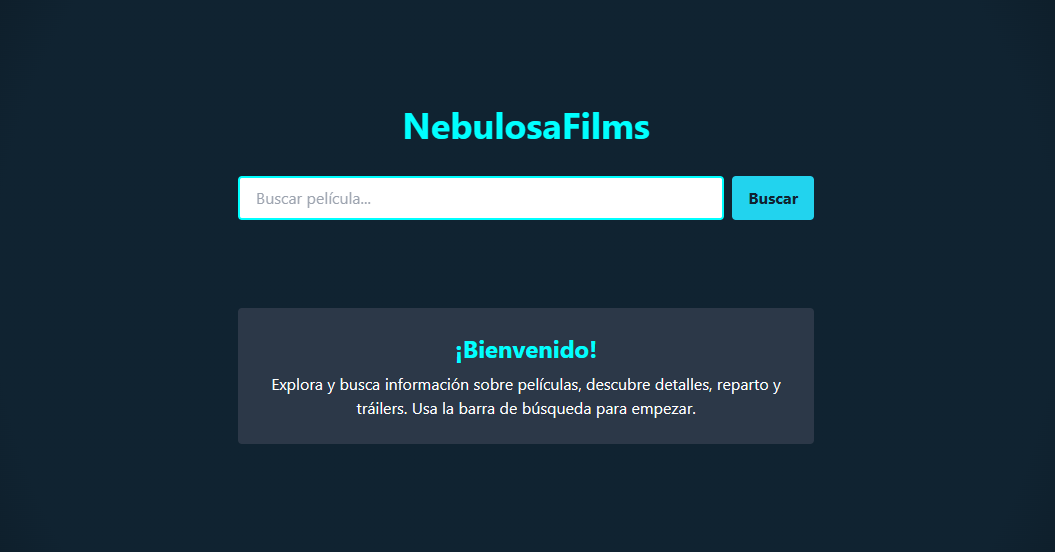 NebulosaFilms
Buscar película...
Buscar
¡Bienvenido!
Explora y busca información sobre películas, descubre detalles, reparto y
tráilers. Usa la barra de búsqueda para empezar.